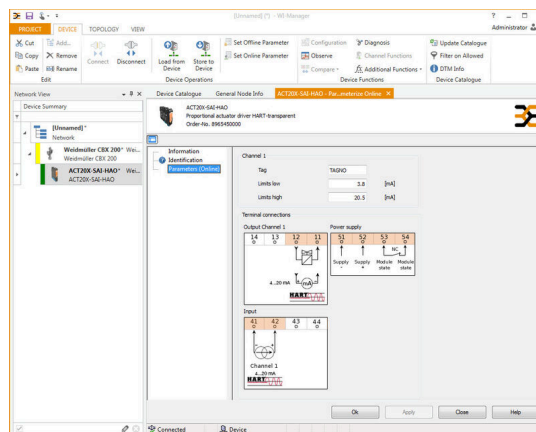 [Unnamed] (*) - WI-Manager
PROJECT DEVICE TOPOLOGY VIEW Administrator
Cut Add... Set Offline Parameter Configuration Diagnosis Update Catalogue
Copy Remove Connect Disconnect Load from Device Store to Device Set Online Parameter Observe Channel Functions Filter on Allowed
Paste Rename Compare Additional Functions DTM Info
Edit Device Operations Device Functions Device Catalogue
Network View Device Catalogue General Node Info ACT20X-SAI-HAO - Par...meterize Online
Device Summary
ACT20X-SAI-HAO
Proportional actuator driver HART-transparent
Order-No. 8965450000
[Unnamed]*
Network
Weidmüller CBX 200* Wei...
Weidmüller CBX 200
ACT20X-SAI-HAO* Wei...
ACT20X-SAI-HAO
Information
Identification
Parameters (Online)
Channel 1
Tag TAGNO
Limits low 3.8 [mA]
Limits high 20.5 [mA]
Terminal connections
Output Channel 1 Power supply
14 13 12 11 51 52 53 54
NC
Supply - Supply + Module state Module state
4...20 mA mA
HART
Input
41 42 43 44
Channel 1
4...20 mA
HART
Ok Apply Close Help
Connected Device